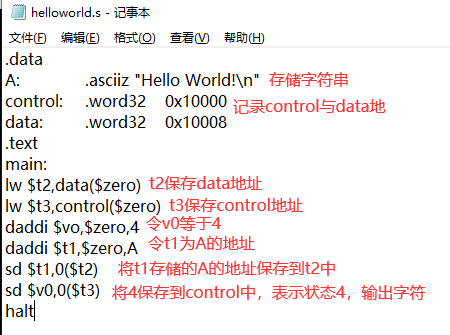 helloworld.s - 记事本
文件(F) 编辑(E) 格式(O) 查看(V) 帮助(H)
.data
A: .asciiz "Hello World!\n" 存储字符串
control: .word32 0x10000 记录control与data地
data: .word32 0x10008
.text
main:
lw $t2,data($zero) t2保存data地址
lw $t3,control($zero) t3保存control地址
daddi $vo,$zero,4 令v0等于4
daddi $t1,$zero,A 令t1为A的地址
sd $t1,0($t2) 将t1存储的A的地址保存到t2中
sd $v0,0($t3) 将4保存到control中，表示状态4，输出字符
halt